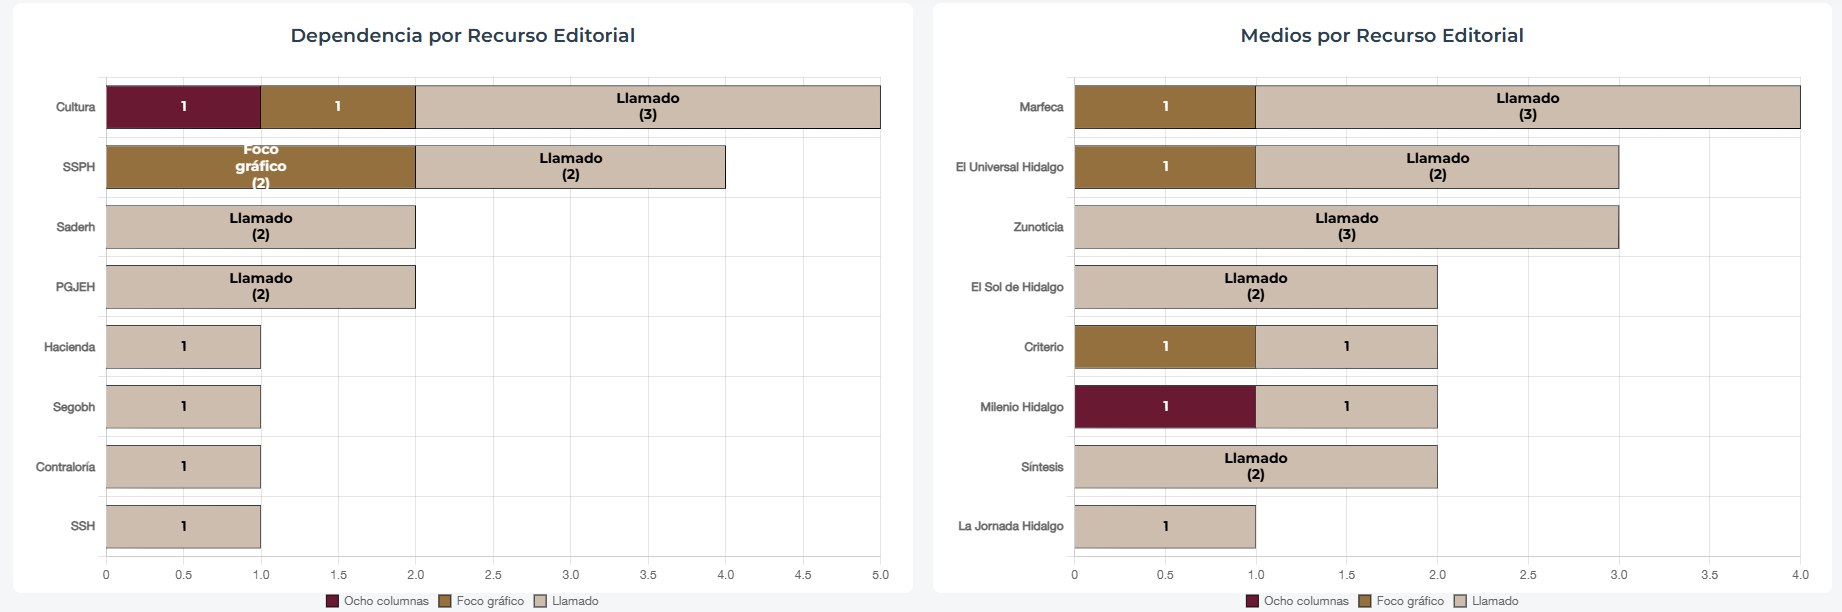 Dependencia por Recurso Editorial
Cultura
1
1
Llamado
(3)
SSPH
Foco
gráfico
(2)
Llamado
(2)
Saderh
Llamado
(2)
PGJEH
Llamado
(2)
Hacienda
1
Segobh
1
Contraloría
1
SSH
1
0 0.5 1.0 1.5 2.0 2.5 3.0 3.5 4.0 4.5 5.0
Ocho columnas Foco gráfico Llamado
Medios por Recurso Editorial
Marfeca
1
Llamado
(3)
El Universal Hidalgo
1
Llamado
(2)
Zunoticia
Llamado
(3)
El Sol de Hidalgo
Llamado
(2)
Criterio
1
1
Milenio Hidalgo
1
1
Síntesis
Llamado
(2)
La Jornada Hidalgo
1
0 0.5 1.0 1.5 2.0 2.5 3.0 3.5 4.0
Ocho columnas Foco gráfico Llamado